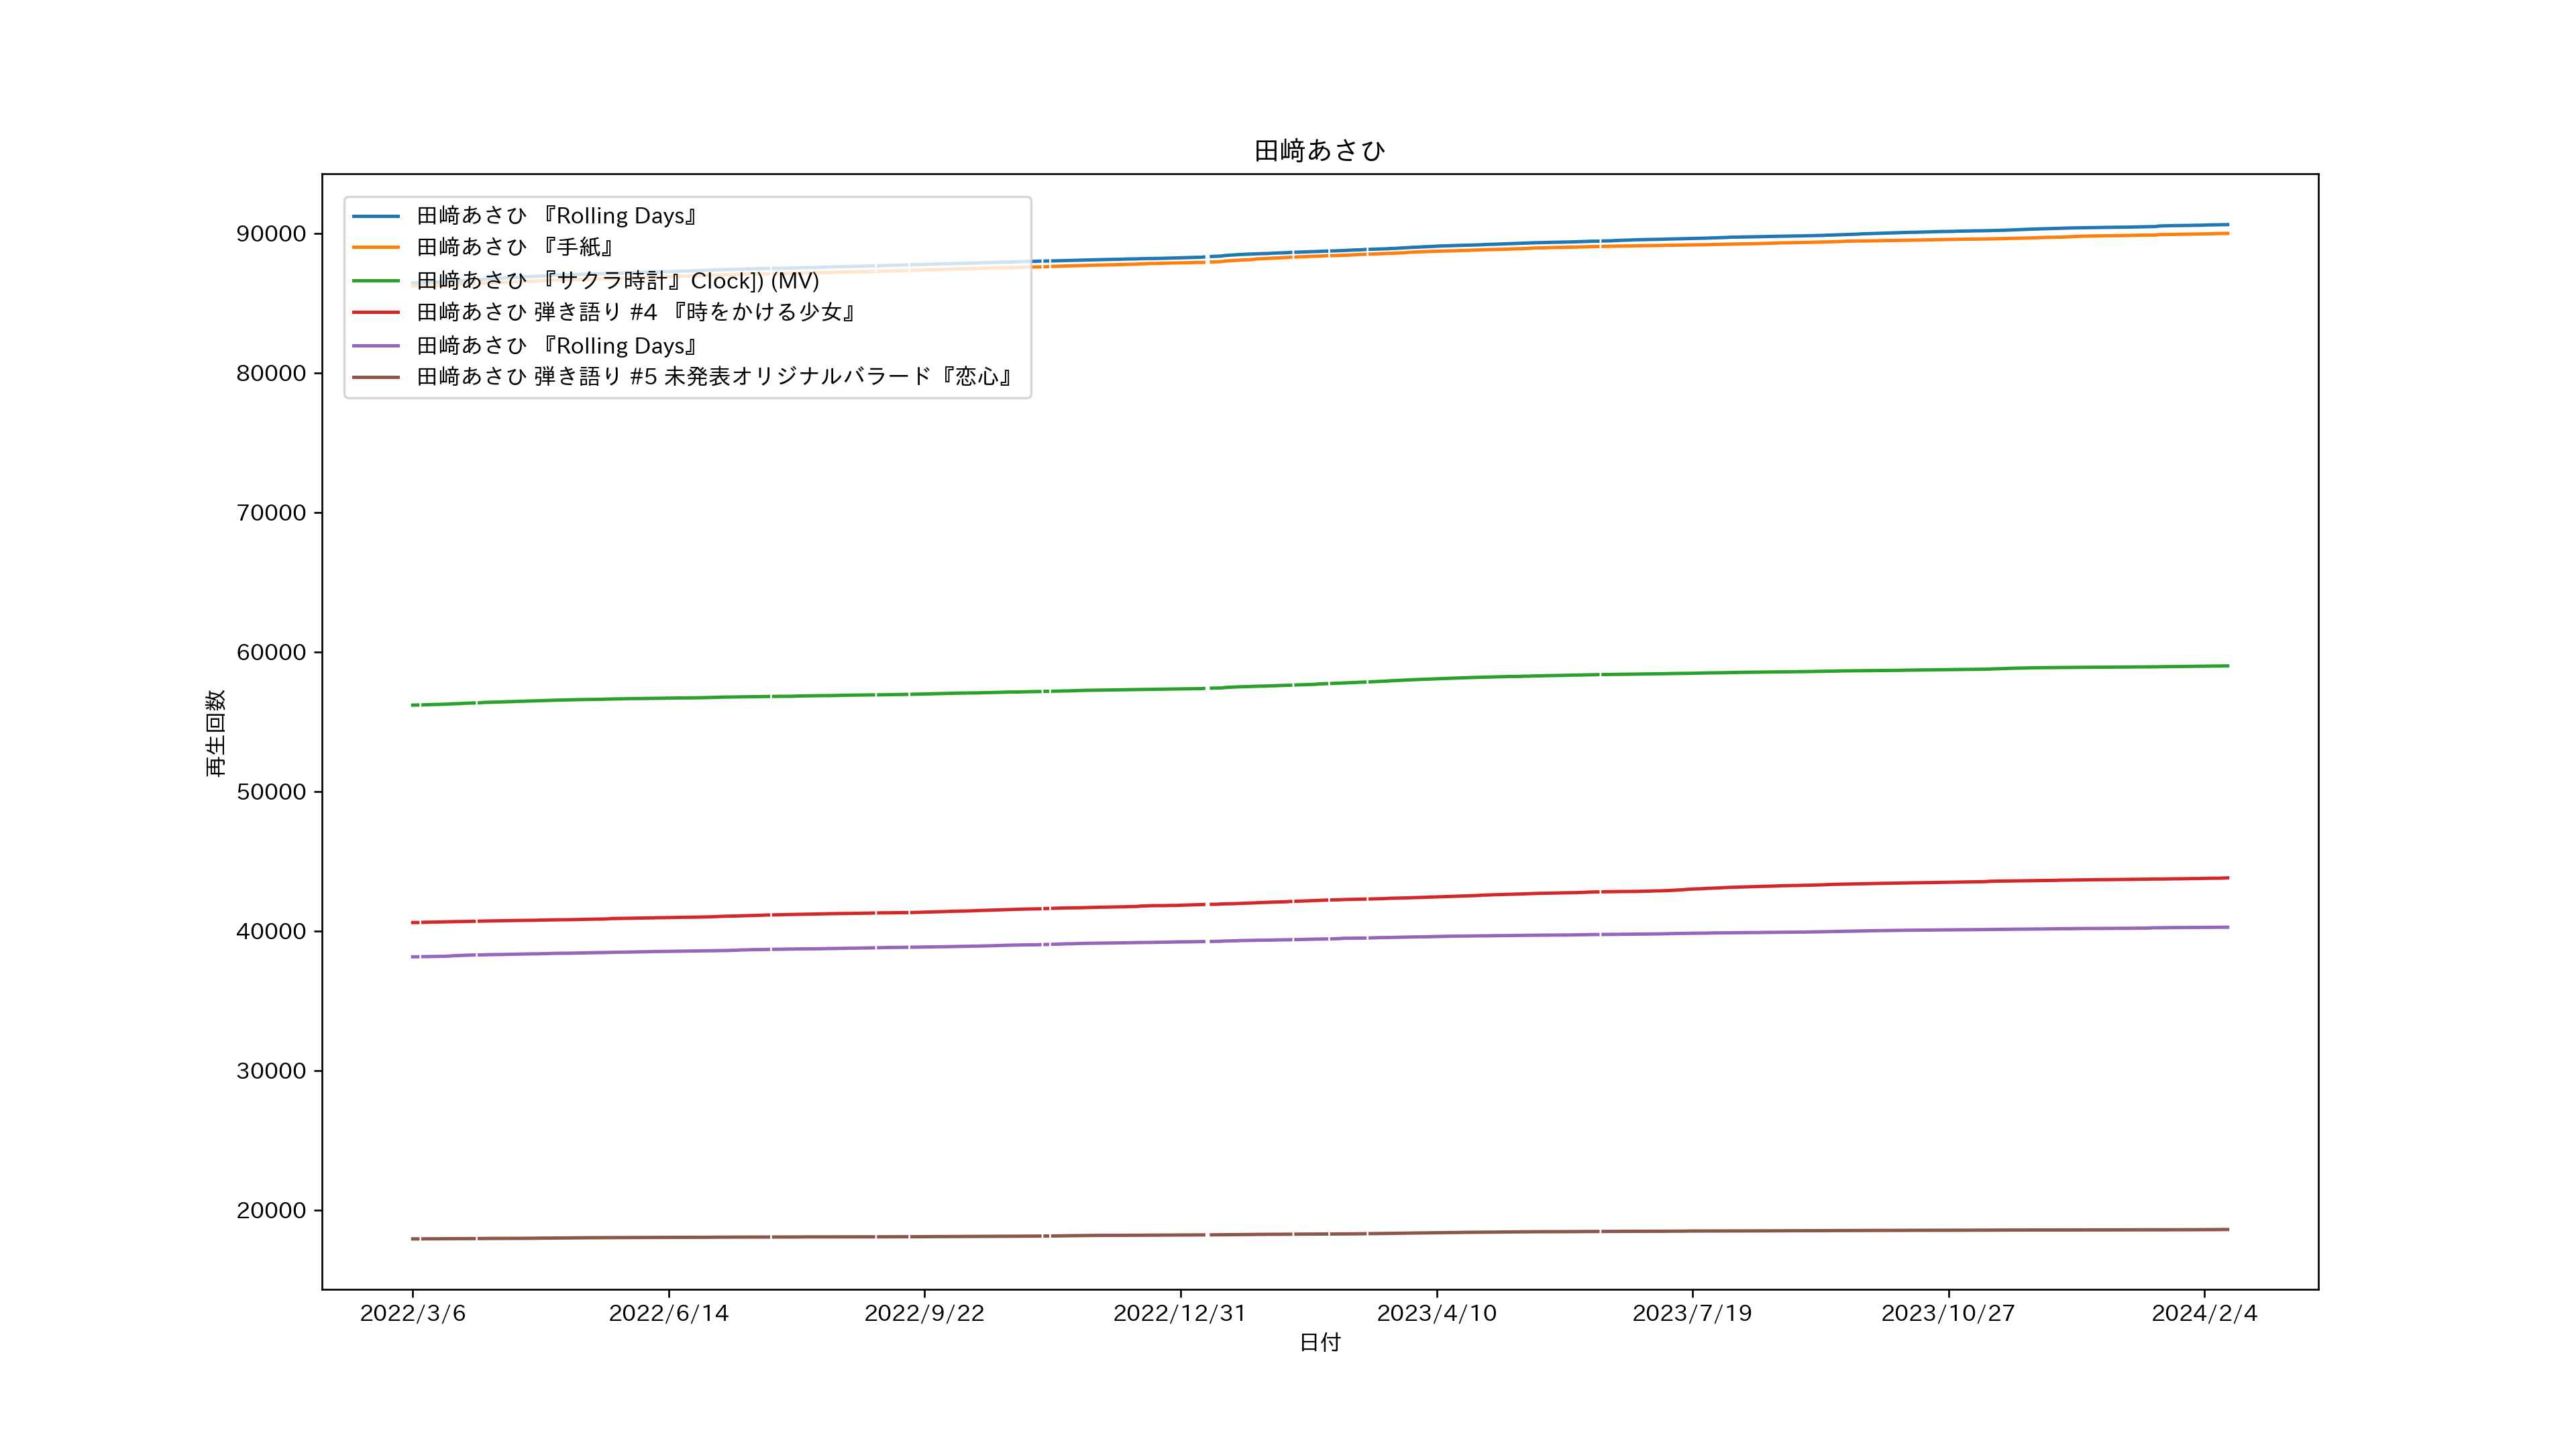 田﨑あさひ
田﨑あさひ 『Rolling Days』
田﨑あさひ 『手紙』
田﨑あさひ 『サクラ時計』Clock]) (MV)
田﨑あさひ 弾き語り #4 『時をかける少女』
田﨑あさひ 『Rolling Days』
田﨑あさひ 弾き語り #5 未発表オリジナルバラード『恋心』
90000
80000
70000
60000
50000
40000
30000
20000
再生回数
2022/3/6 2022/6/14 2022/9/22 2022/12/31 2023/4/10 2023/7/19 2023/10/27 2024/2/4
日付